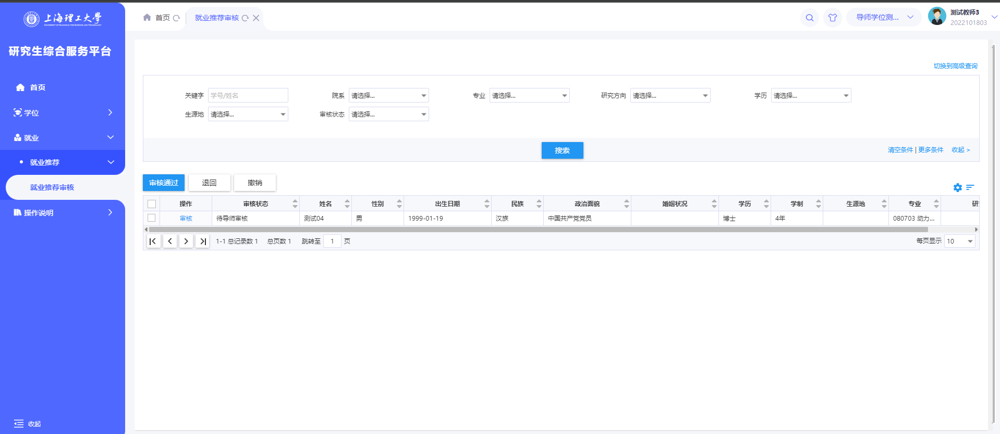 上海理工大学
UNIVERSITY OF SHANGHAI FOR SCIENCE AND TECHNOLOGY
研究生综合服务平台
首页
学位
就业
就业推荐
就业推荐审核
操作说明
收起
首页
就业推荐审核
导师学位测...
测试教师3
2022101803
切换到高级查询
关键字 学号/姓名 院系 请选择... 专业 请选择... 研究方向 请选择... 学历 请选择...
生源地 请选择... 审核状态 请选择...
搜索
清空条件 | 更多条件 收起 >
审核通过 退回 撤销
操作 审核状态 姓名 性别 出生日期 民族 政治面貌 婚姻状况 学历 学制 生源地 专业 研
审核 待导师审核 测试04 男 1999-01-19 汉族 中国共产党党员 博士 4年 080703 动力...
1-1 总记录数 1 总页数 1 跳转至 1 页 每页显示 10